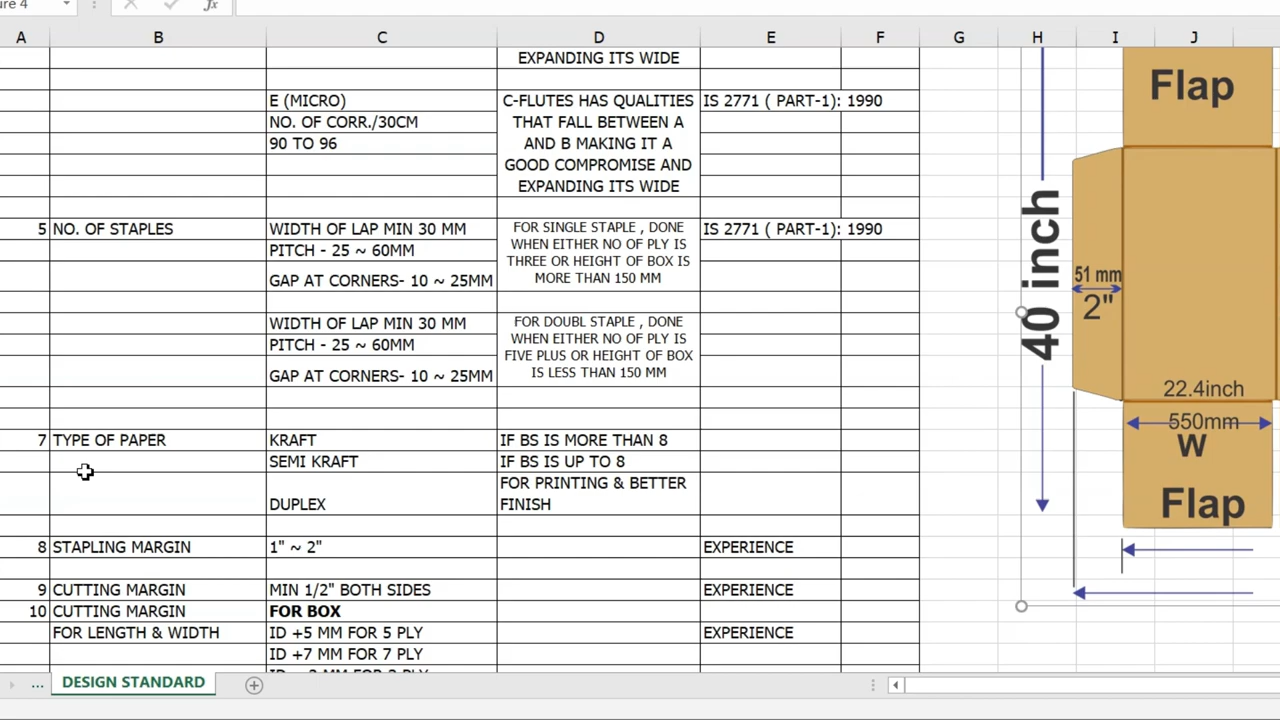 ure 4
fx
A B C D E F G H I J
EXPANDING ITS WIDE
E (MICRO) C-FLUTES HAS QUALITIES IS 2771 ( PART-1): 1990
NO. OF CORR./30CM THAT FALL BETWEEN A
90 TO 96 AND B MAKING IT A
GOOD COMPROMISE AND
EXPANDING ITS WIDE
5 NO. OF STAPLES WIDTH OF LAP MIN 30 MM FOR SINGLE STAPLE , DONE IS 2771 ( PART-1): 1990
PITCH - 25 ~ 60MM WHEN EITHER NO OF PLY IS
THREE OR HEIGHT OF BOX IS
GAP AT CORNERS- 10 ~ 25MM MORE THAN 150 MM
WIDTH OF LAP MIN 30 MM FOR DOUBL STAPLE , DONE
PITCH - 25 ~ 60MM WHEN EITHER NO OF PLY IS
FIVE PLUS OR HEIGHT OF BOX
GAP AT CORNERS- 10 ~ 25MM IS LESS THAN 150 MM
7 TYPE OF PAPER KRAFT IF BS IS MORE THAN 8
SEMI KRAFT IF BS IS UP TO 8
FOR PRINTING & BETTER
DUPLEX FINISH
8 STAPLING MARGIN 1" ~ 2" EXPERIENCE
9 CUTTING MARGIN MIN 1/2" BOTH SIDES EXPERIENCE
10 CUTTING MARGIN FOR BOX
FOR LENGTH & WIDTH ID +5 MM FOR 5 PLY EXPERIENCE
ID +7 MM FOR 7 PLY
Flap
40 inch
51 mm
2"
22.4inch
550mm
W
Flap
... DESIGN STANDARD